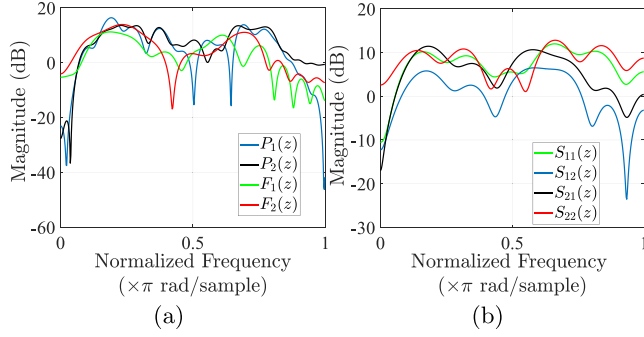 20
0
-20
-40
-60
0
0.5
1
Magnitude (dB)
Normalized Frequency
(×π rad/sample)
P₁(z)
P₂(z)
F₁(z)
F₂(z)
(a)
20
10
0
-10
-20
-30
0
0.5
1
Magnitude (dB)
Normalized Frequency
(×π rad/sample)
S₁₁(z)
S₁₂(z)
S₂₁(z)
S₂₂(z)
(b)